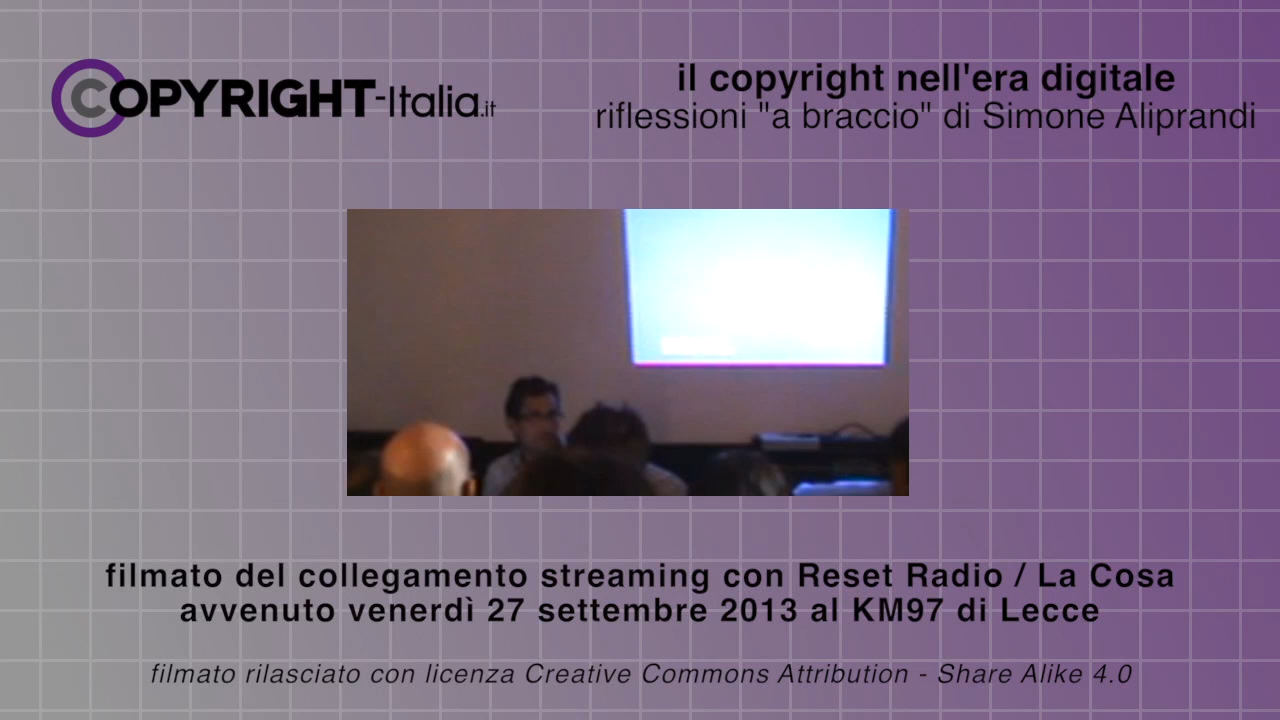 COPYRIGHT-Italia.it
il copyright nell'era digitale
riflessioni "a braccio" di Simone Aliprandi
filmato del collegamento streaming con Reset Radio / La Cosa
avvenuto venerdì 27 settembre 2013 al KM97 di Lecce
filmato rilasciato con licenza Creative Commons Attribution - Share Alike 4.0